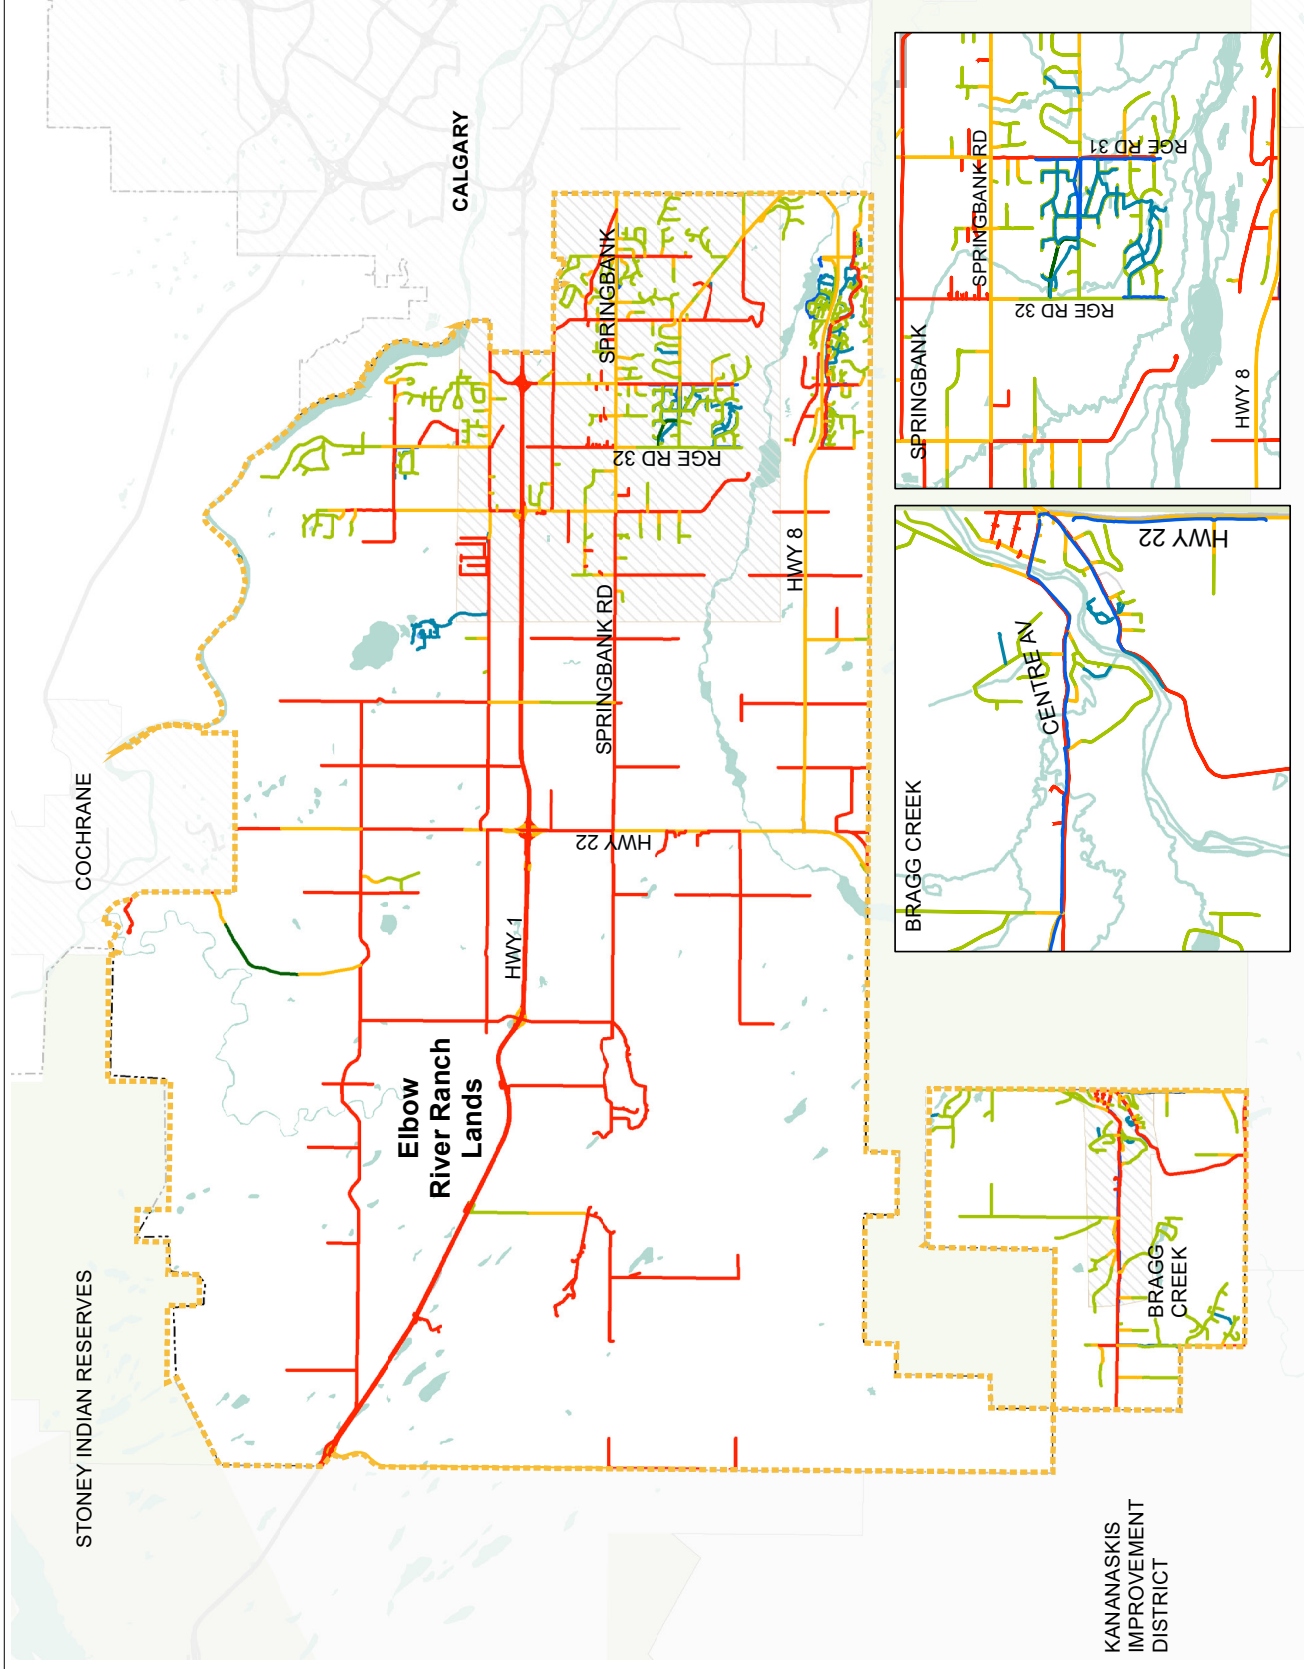 STONEY INDIAN RESERVES
COCHRANE
CALGARY
Elbow
River Ranch
Lands
HWY 1
HWY 22
SPRINGBANK RD
SPRINGBANK
RGE RD 32
HWY 8
BRAGG
CREEK
KANANASKIS
IMPROVEMENT
DISTRICT
BRAGG CREEK
CENTRE AV
HWY 22
SPRINGBANK
SPRINGBANK RD
RGE RD 32
RGE RD 31
HWY 8